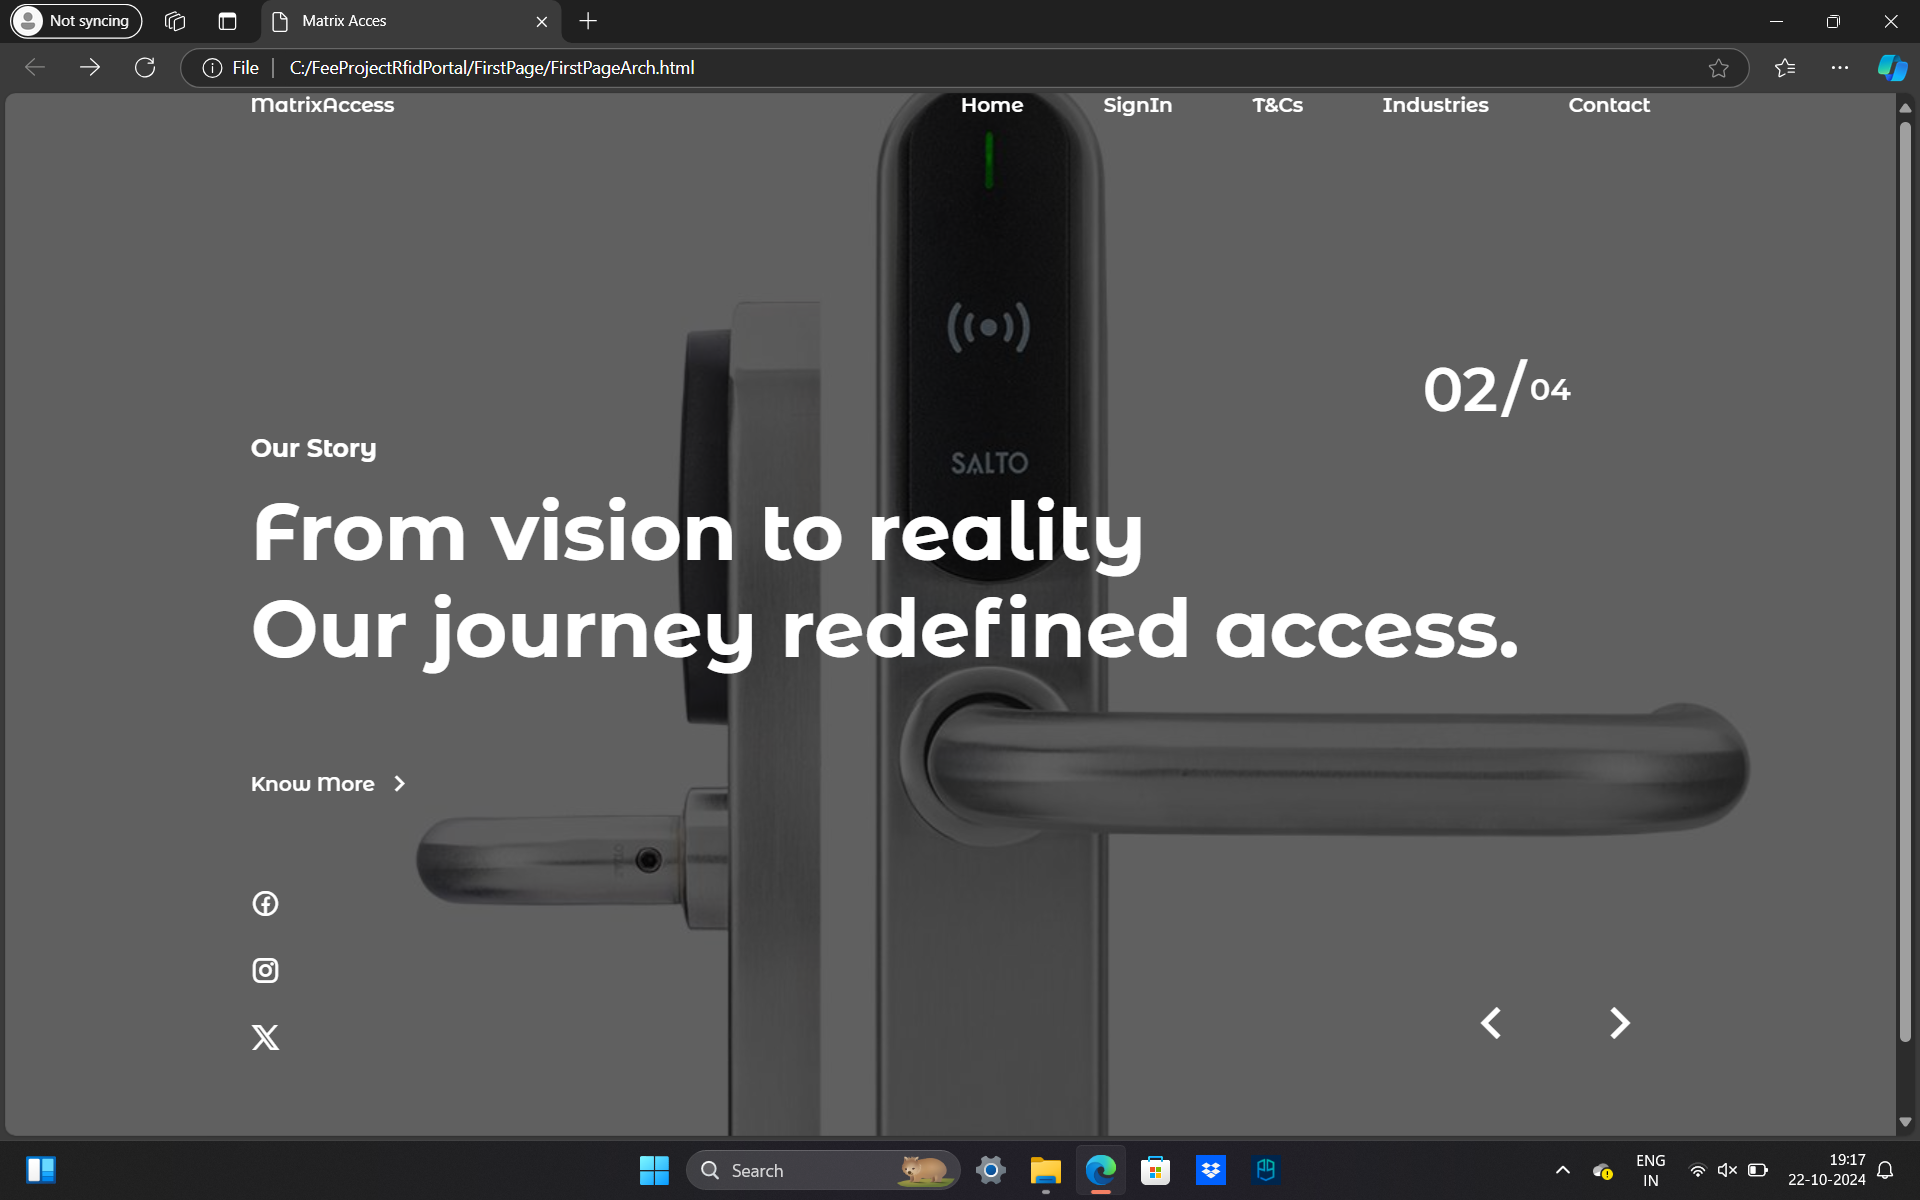 Not syncing
Matrix Acces
File
C:/FeeProjectRfidPortal/FirstPage/FirstPageArch.html
MatrixAccess
Home
SignIn
T&Cs
Industries
Contact
02/04
SALTO
Our Story
From vision to reality
Our journey redefined access.
Know More
Search
ENG
IN
19:17
22-10-2024